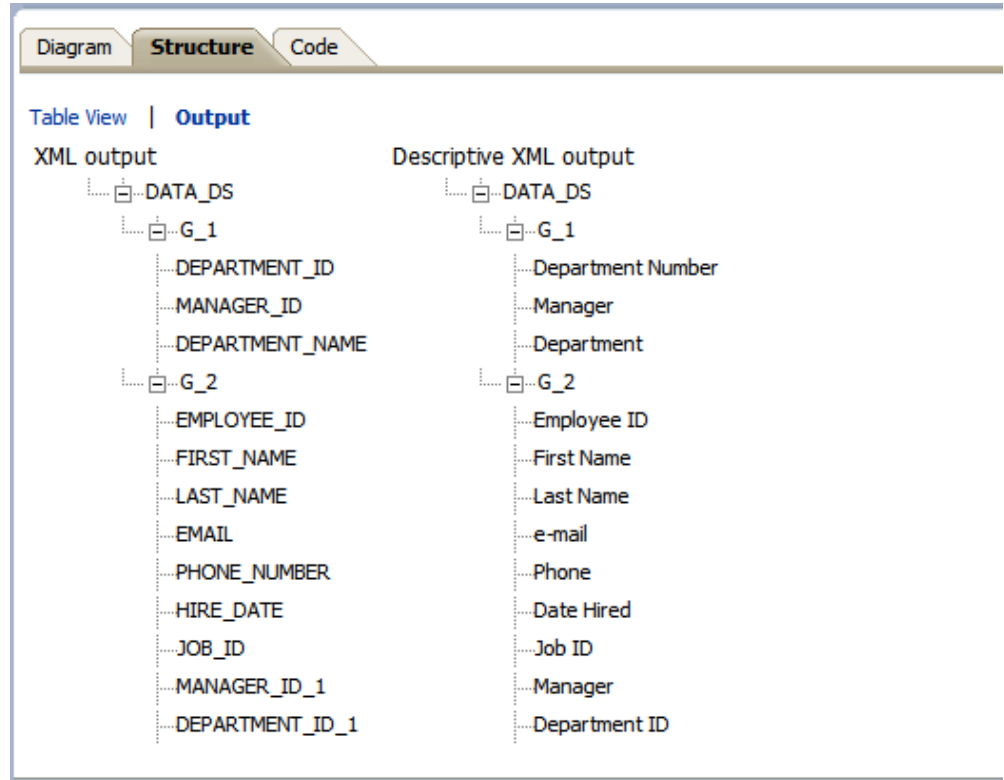 Diagram Structure Code
Table View | Output
XML output Descriptive XML output
DATA_DS DATA_DS
G_1 G_1
DEPARTMENT_ID Department Number
MANAGER_ID Manager
DEPARTMENT_NAME Department
G_2 G_2
EMPLOYEE_ID Employee ID
FIRST_NAME First Name
LAST_NAME Last Name
EMAIL e-mail
PHONE_NUMBER Phone
HIRE_DATE Date Hired
JOB_ID Job ID
MANAGER_ID_1 Manager
DEPARTMENT_ID_1 Department ID